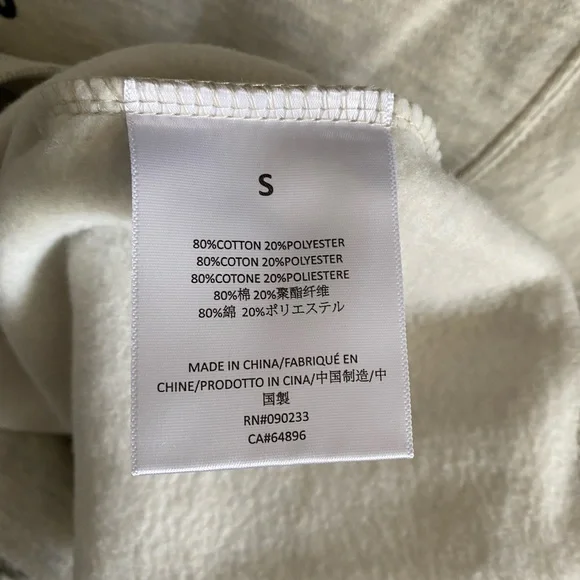 S
80%COTTON 20%POLYESTER
80%COTON 20%POLYESTER
80%COTONE 20%POLIESTERE
80%棉 20%聚酯纤维
80%綿 20%ポリエステル
MADE IN CHINA/FABRIQUÉ EN
CHINE/PRODOTTO IN CINA/中国制造/中
国製
RN#090233
CA#64896